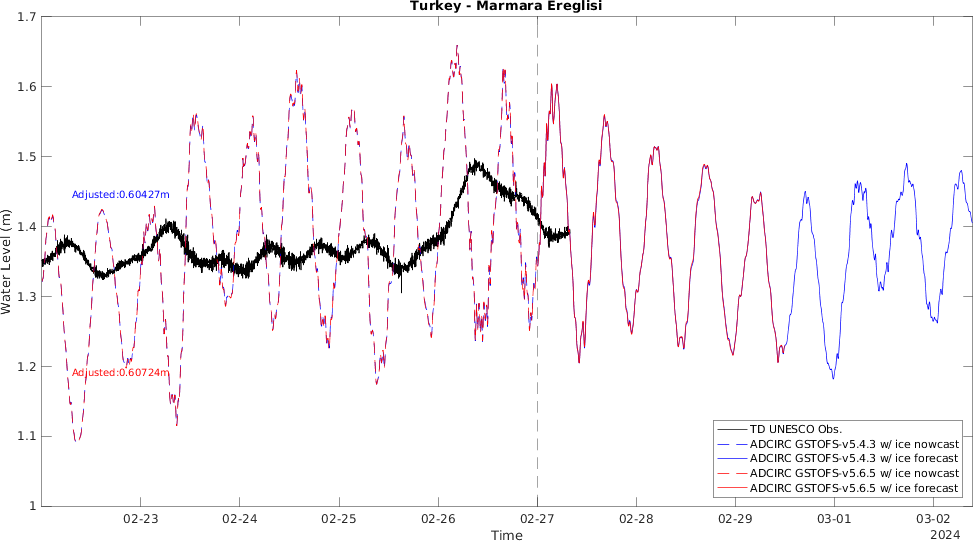 Turkey - Marmara Ereglisi
1.7
1.6
1.5
1.4
1.3
1.2
1.1
1
Water Level (m)
Adjusted:0.60427m
Adjusted:0.60724m
TD UNESCO Obs.
ADCIRC GSTOFS-v5.4.3 w/ ice nowcast
ADCIRC GSTOFS-v5.4.3 w/ ice forecast
ADCIRC GSTOFS-v5.6.5 w/ ice nowcast
ADCIRC GSTOFS-v5.6.5 w/ ice forecast
02-23 02-24 02-25 02-26 02-27 02-28 02-29 03-01 03-02
Time
2024